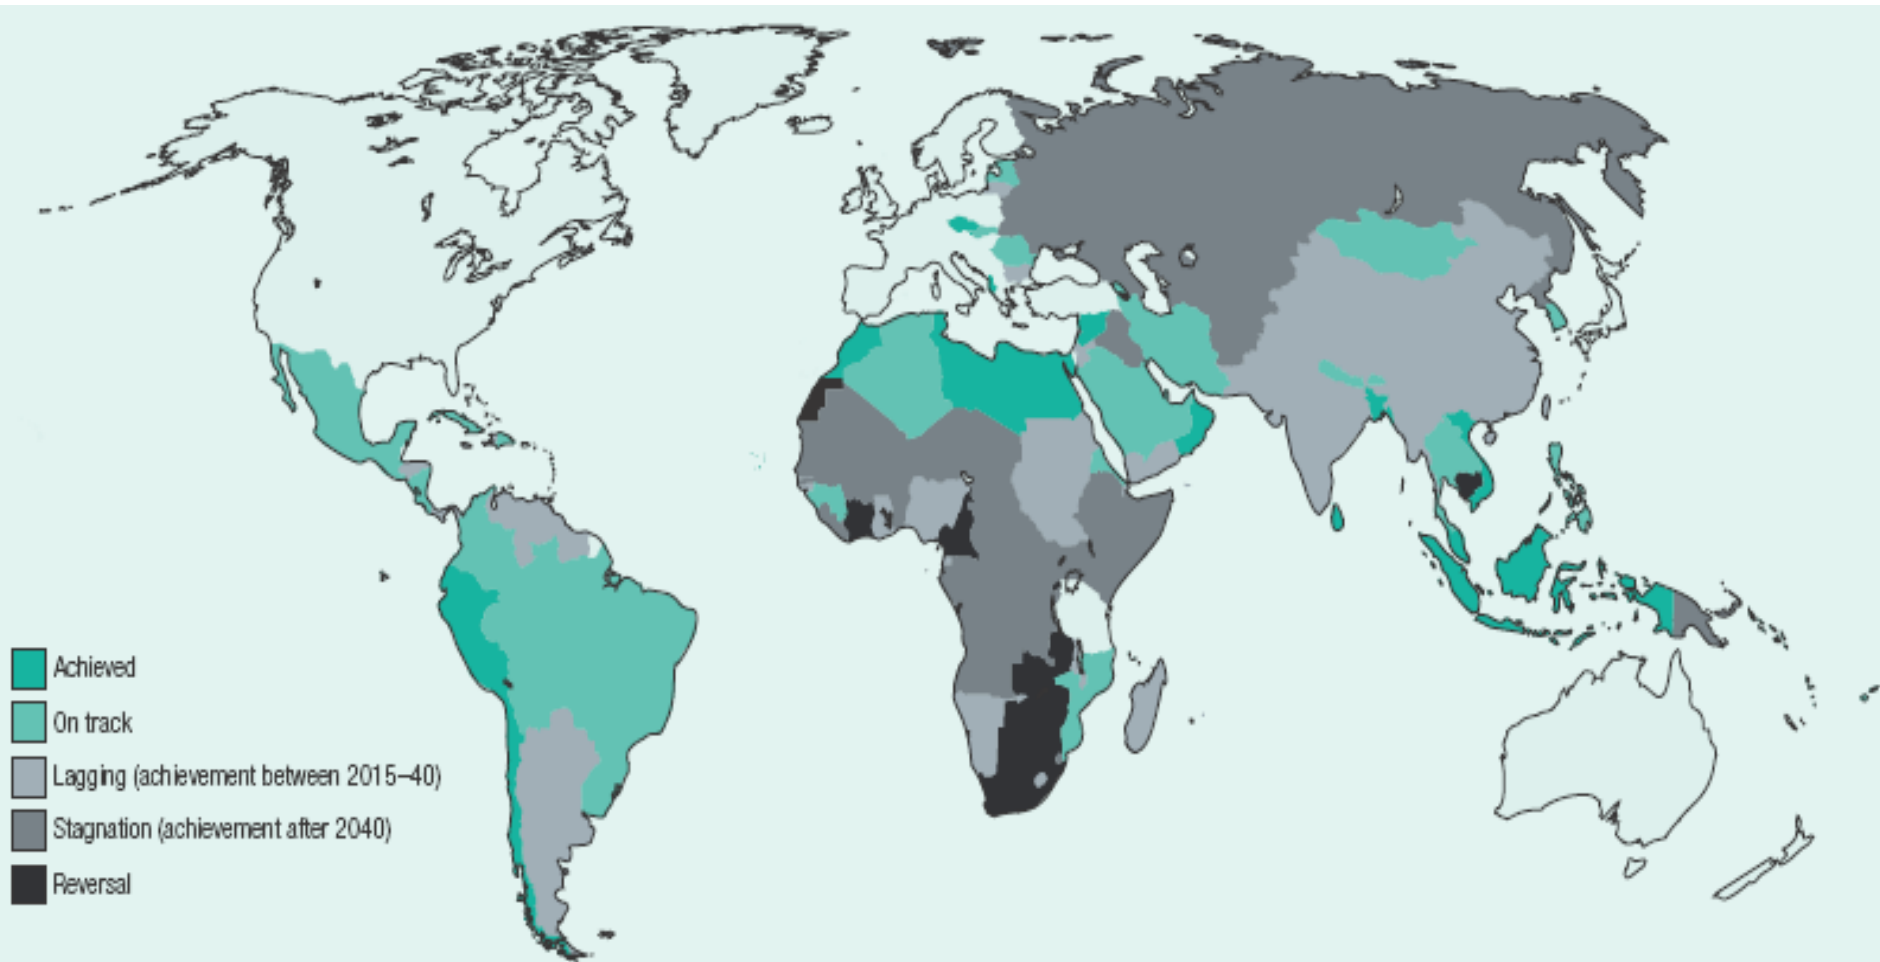 Achieved
On track
Lagging (achievement between 2015–40)
Stagnation (achievement after 2040)
Reversal